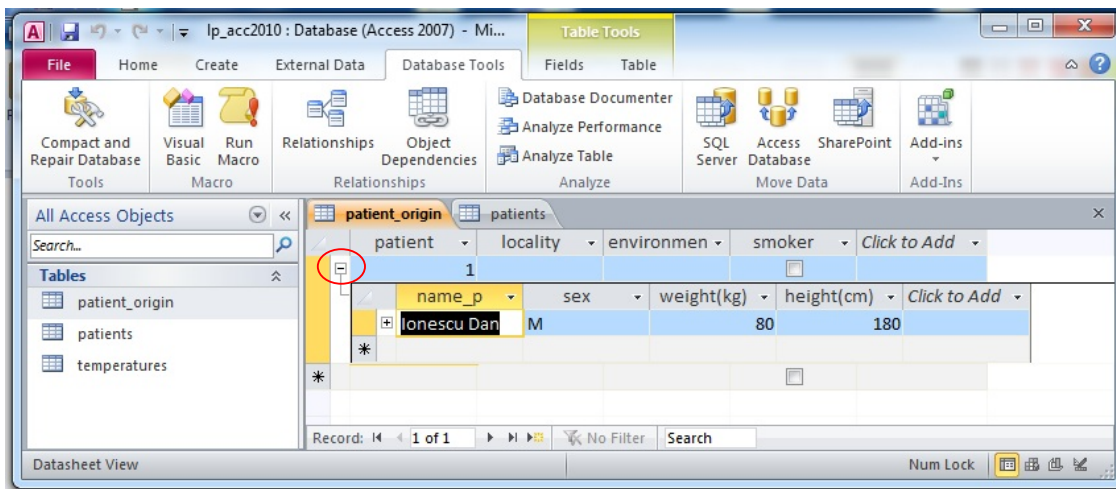 lp_acc2010 : Database (Access 2007) - Mi... Table Tools
File Home Create External Data Database Tools Fields Table
Compact and Repair Database
Visual Basic
Run Macro
Relationships
Object Dependencies
Database Documenter
Analyze Performance
Analyze Table
SQL Server
Access Database
SharePoint
Add-ins
Tools Macro Relationships Analyze Move Data Add-Ins
All Access Objects
Search...
Tables
patient_origin
patients
temperatures
patient_origin patients
patient locality environmen smoker Click to Add
1
name_p sex weight(kg) height(cm) Click to Add
Ionescu Dan M 80 180
Record: 1 of 1 No Filter Search
Datasheet View Num Lock